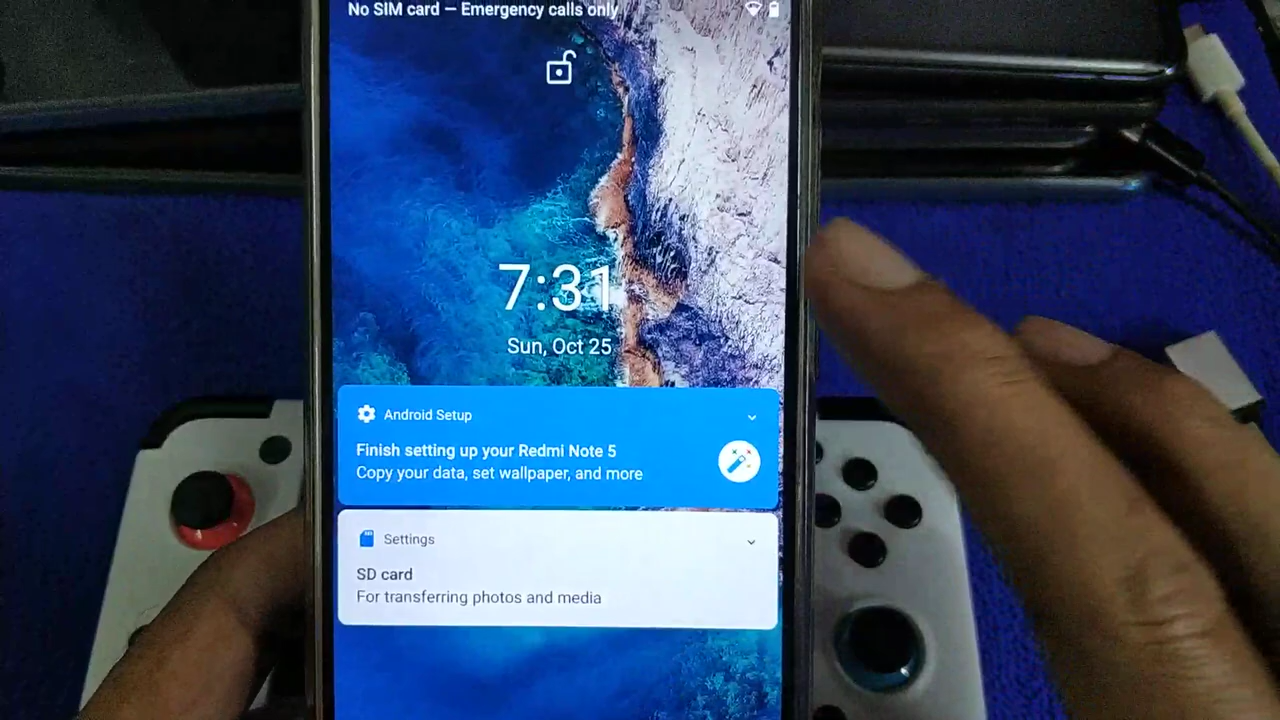 No SIM card — Emergency calls only
7:31
Sun, Oct 25
Android Setup
Finish setting up your Redmi Note 5
Copy your data, set wallpaper, and more
Settings
SD card
For transferring photos and media